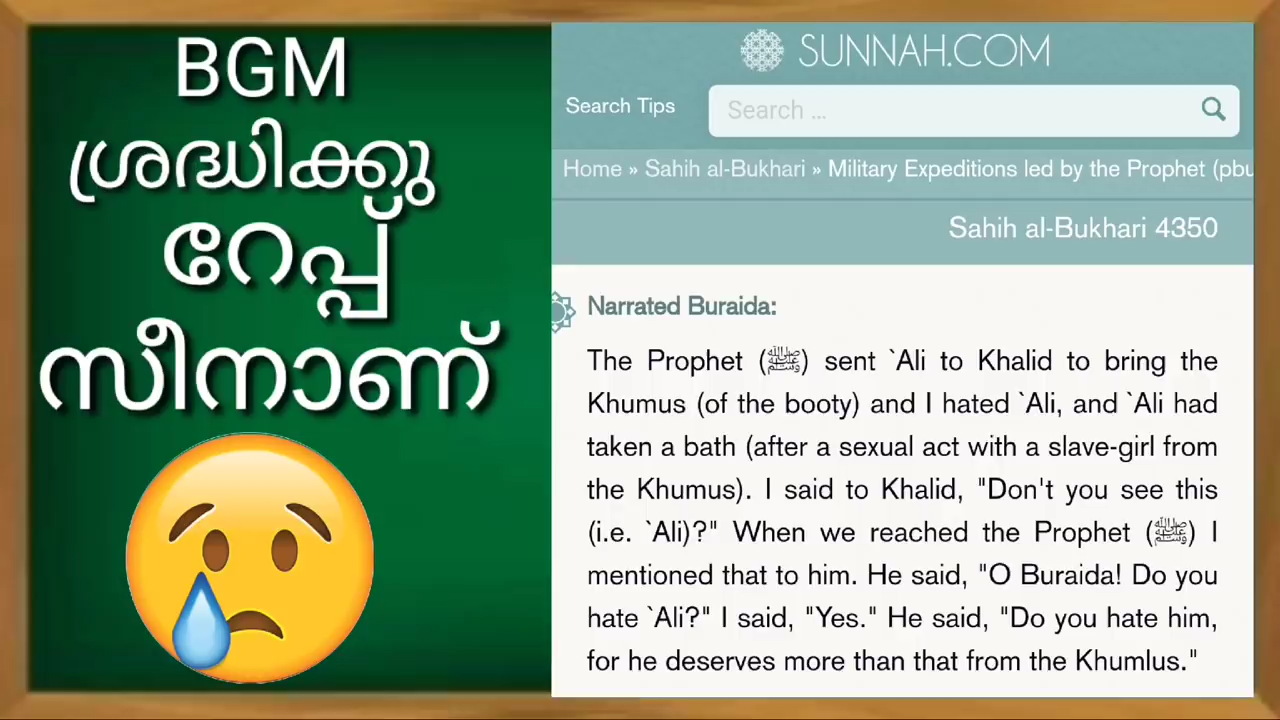 BGM
ശ്രദ്ധിക്കു
റേപ്പ്
സീനാണ്
SUNNAH.COM
Search Tips
Search ...
Home » Sahih al-Bukhari » Military Expeditions led by the Prophet (pbu
Sahih al-Bukhari 4350
Narrated Buraida:
The Prophet (ﷺ) sent `Ali to Khalid to bring the
Khumus (of the booty) and I hated `Ali, and `Ali had
taken a bath (after a sexual act with a slave-girl from
the Khumus). I said to Khalid, "Don't you see this
(i.e. `Ali)?" When we reached the Prophet (ﷺ) I
mentioned that to him. He said, "O Buraida! Do you
hate `Ali?" I said, "Yes." He said, "Do you hate him,
for he deserves more than that from the Khumlus."